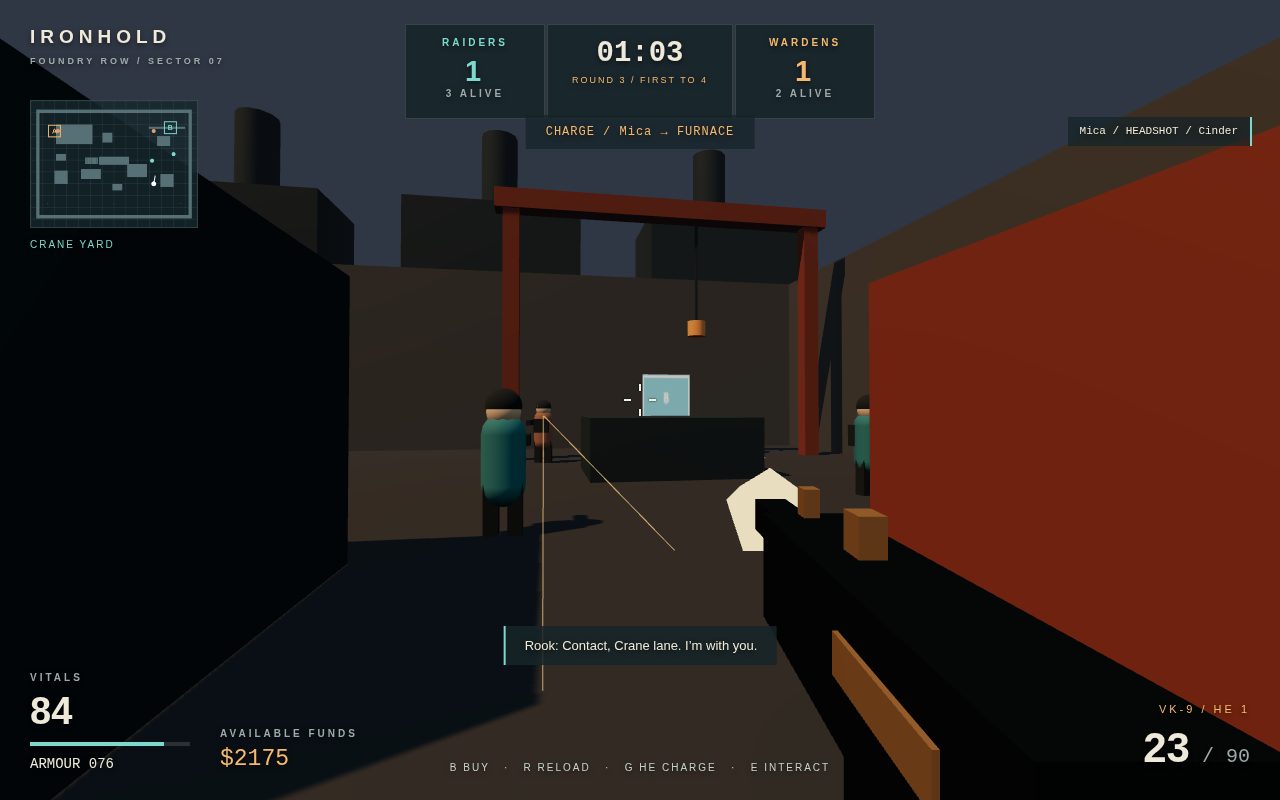 IRONHOLD
FOUNDRY ROW / SECTOR 07
RAIDERS
1
3 ALIVE
01:03
ROUND 3 / FIRST TO 4
WARDENS
1
2 ALIVE
CHARGE / Mica → FURNACE
Mica / HEADSHOT / Cinder
A
B
CRANE YARD
Rook: Contact, Crane lane. I'm with you.
VITALS
84
ARMOUR 076
AVAILABLE FUNDS
$2175
B BUY · R RELOAD · G HE CHARGE · E INTERACT
VK-9 / HE 1
23 / 90